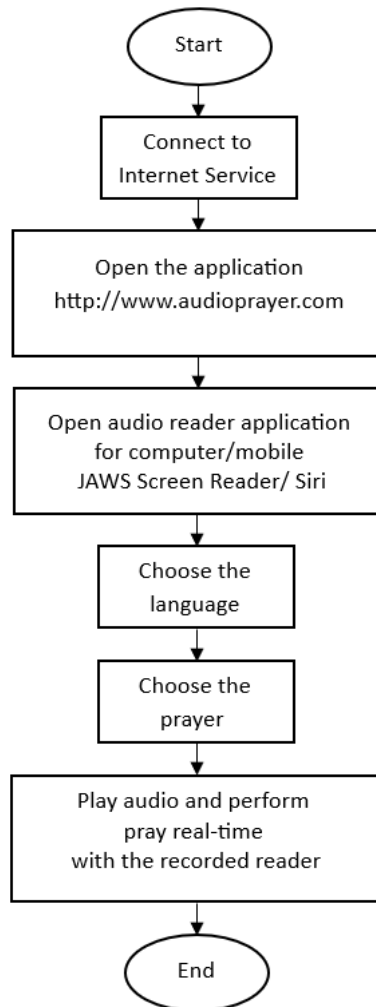 Start
Connect to
Internet Service
Open the application
http://www.audioprayer.com
Open audio reader application
for computer/mobile
JAWS Screen Reader/ Siri
Choose the
language
Choose the
prayer
Play audio and perform
pray real-time
with the recorded reader
End